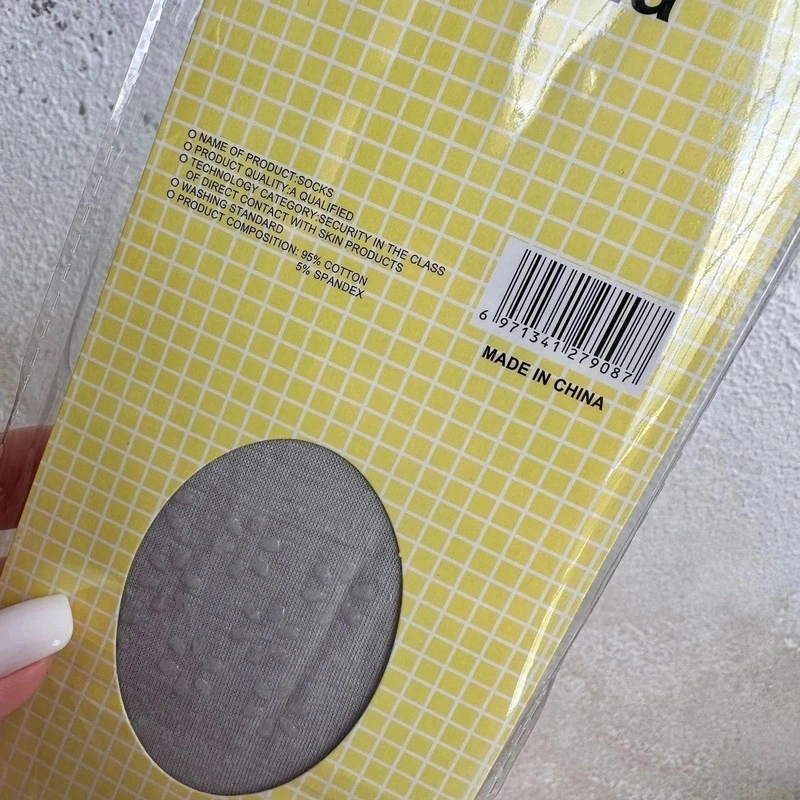 O NAME OF PRODUCT:SOCKS
O PRODUCT QUALITY:A QUALIFIED
O TECHNOLOGY CATEGORY:SECURITY IN THE CLASS
OF DIRECT CONTACT WITH SKIN PRODUCTS
O WASHING STANDARD
O PRODUCT COMPOSITION: 95% COTTON
5% SPANDEX
6 971341 279087
MADE IN CHINA